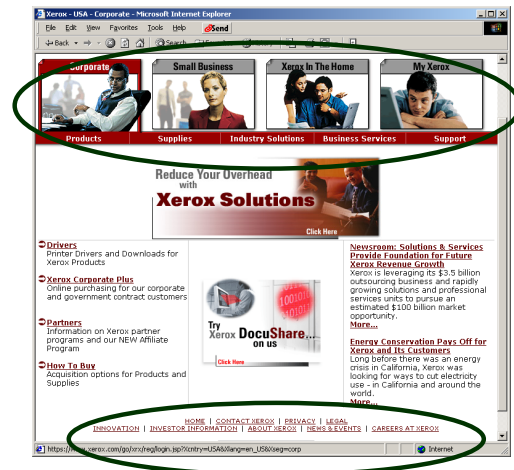 Xerox - USA - Corporate - Microsoft Internet Explorer
File Edit View Favorites Tools Help Send
Back Search
Corporate
Small Business
Xerox In The Home
My Xerox
Products Supplies Industry Solutions Business Services Support
Reduce Your Overhead
with
Xerox Solutions
Click Here
Drivers
Printer Drivers and Downloads for
Xerox Products
Xerox Corporate Plus
Online purchasing for our corporate
and government contract customers
Partners
Information on Xerox partner
programs and our NEW Affiliate
Program
How To Buy
Acquisition options for Products and
Supplies
Try
Xerox DocuShare...
on us
Click Here
Newsroom: Solutions & Services
Provide Foundation for Future
Xerox Revenue Growth
Xerox is leveraging its $3.5 billion
outsourcing business and rapidly
growing solutions and professional
services units to pursue an
estimated $100 billion market
opportunity.
More...
Energy Conservation Pays Off for
Xerox and Its Customers
Long before there was an energy
crisis in California, Xerox was
looking for ways to cut electricity
use - in California and around the
world.
More...
HOME | CONTACT XEROX | PRIVACY | LEGAL
INNOVATION | INVESTOR INFORMATION | ABOUT XEROX | NEWS & EVENTS | CAREERS AT XEROX
Internet